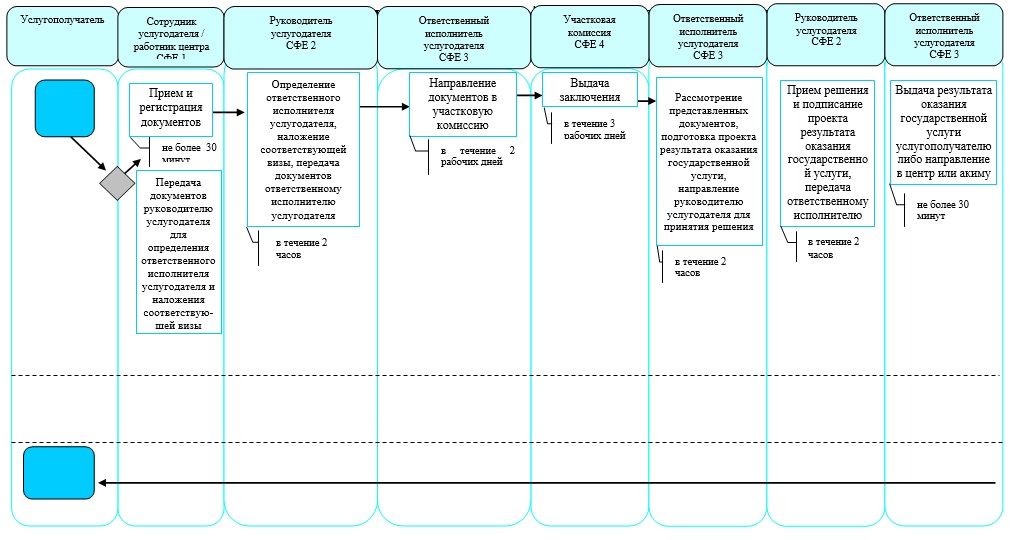 Услугополучатель
Сотрудник
услугодателя /
работник центра
СФЕ 1
Руководитель
услугодателя
СФЕ 2
Ответственный
исполнитель
услугодателя
СФЕ 3
Участковая
комиссия
СФЕ 4
Ответственный
исполнитель
услугодателя
СФЕ 3
Руководитель
услугодателя
СФЕ 2
Ответственный
исполнитель
услугодателя
СФЕ 3
Прием и
регистрация
документов
не более 30
минут
Передача
документов
руководителю
услугодателя
для
определения
ответственного
исполнителя
услугодателя и
наложения
соответствую-
щей визы
Определение
ответственного
исполнителя
услугодателя,
наложение
соответствующей
визы, передача
документов
ответственному
исполнителю
услугодателя
в течение 2
часов
Направление
документов в
участковую
комиссию
в течение 2
рабочих дней
Выдача
заключения
в течение 3
рабочих дней
Рассмотрение
представленных
документов,
подготовка проекта
результата оказания
государственной
услуги,
направление
руководителю
услугодателя для
принятия решения
в течение 2
часов
Прием решения
и подписание
проекта
результата
оказания
государственно
й услуги,
передача
ответственному
исполнителю
в течение 2
часов
Выдача результата
оказания
государственной
услуги
услугополучателю
либо направление
в центр или акиму
не более 30
минут